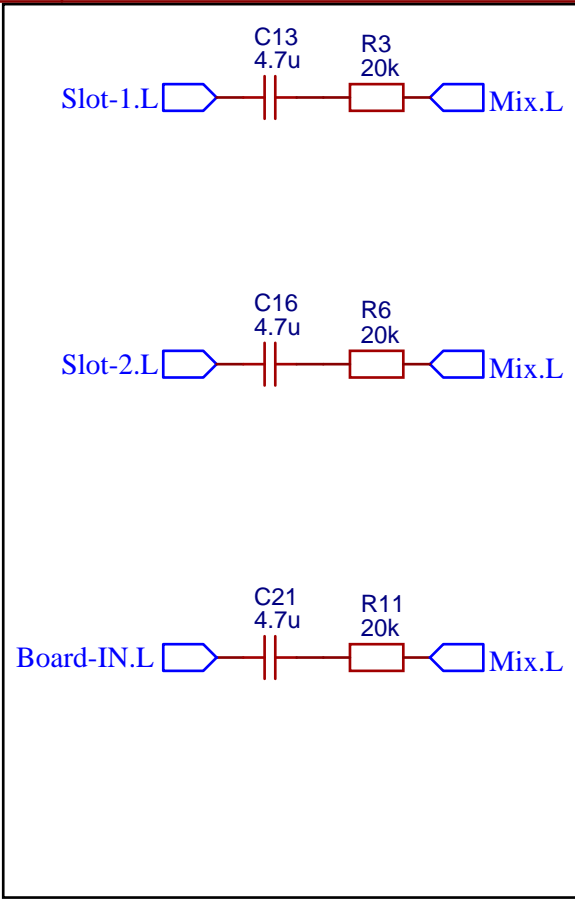 C13
4.7u
R3
20k
Slot-1.L
Mix.L
C16
4.7u
R6
20k
Slot-2.L
Mix.L
C21
4.7u
R11
20k
Board-IN.L
Mix.L